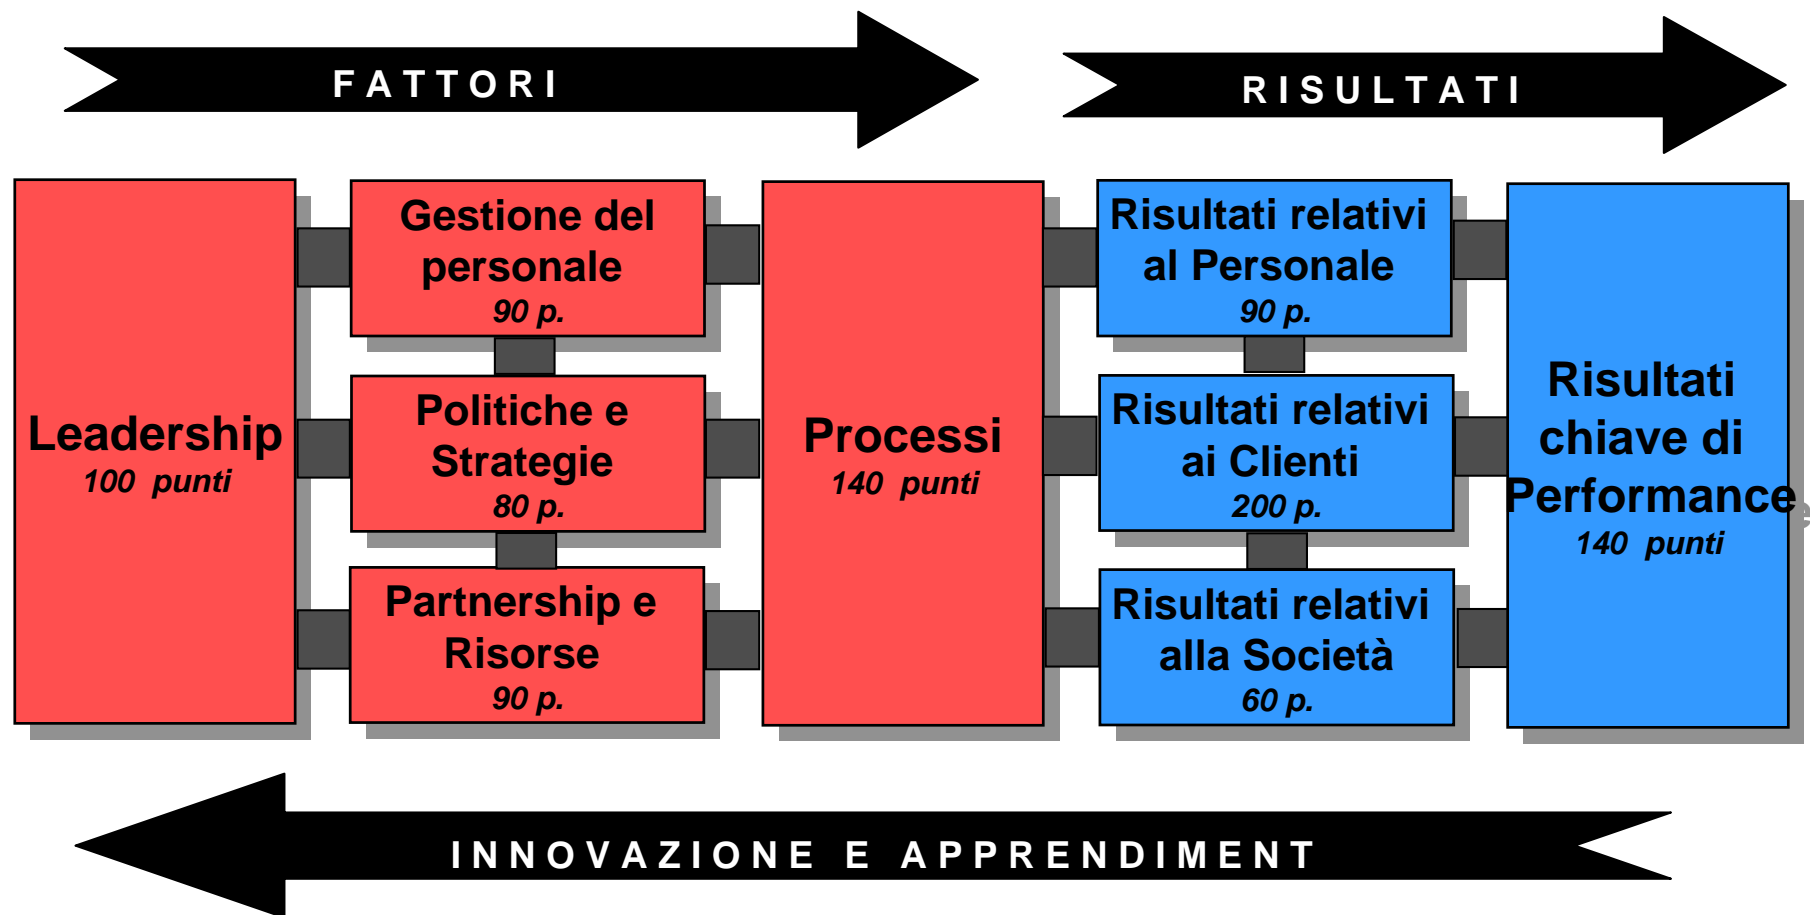 FATTORI
RISULTATI
Leadership
100 punti
Gestione del
personale
90 p.
Politiche e
Strategie
80 p.
Partnership e
Risorse
90 p.
Processi
140 punti
Risultati relativi
al Personale
90 p.
Risultati relativi
ai Clienti
200 p.
Risultati relativi
alla Società
60 p.
Risultati
chiave di
Performance
140 punti
INNOVAZIONE E APPRENDIMENT